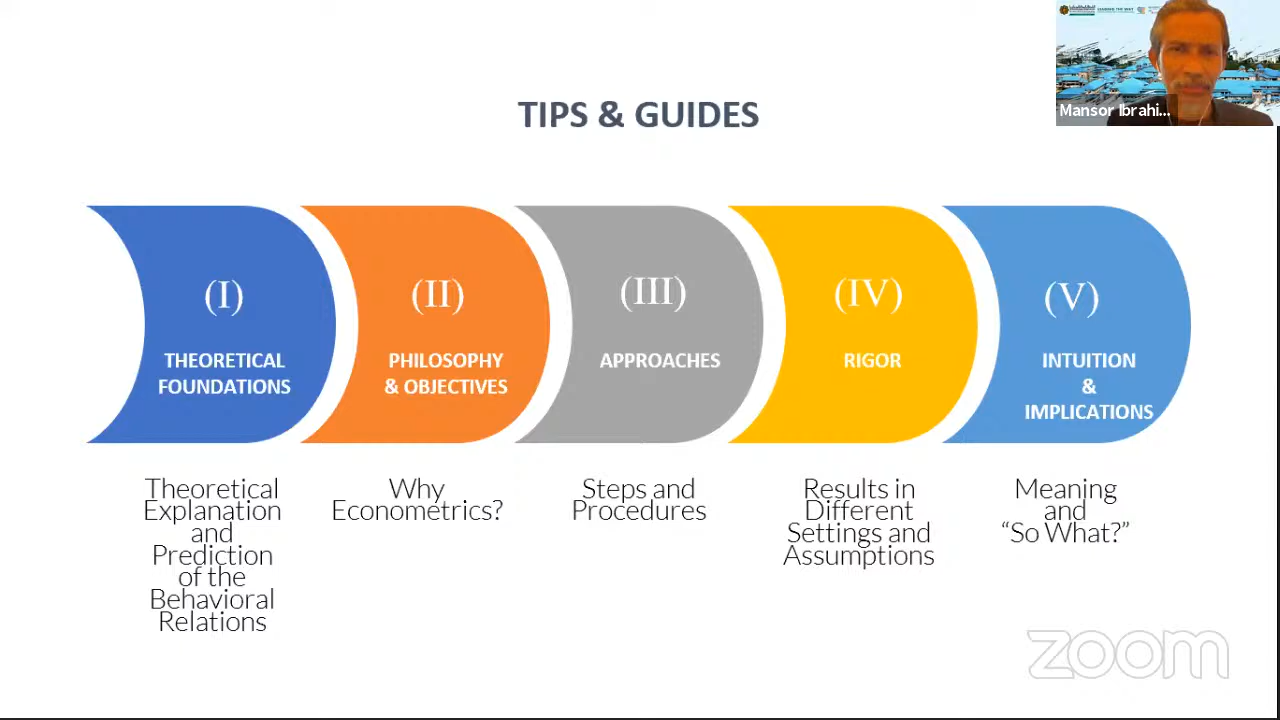 Mansor Ibrahi...
TIPS & GUIDES
(I)
THEORETICAL
FOUNDATIONS
(II)
PHILOSOPHY
& OBJECTIVES
(III)
APPROACHES
(IV)
RIGOR
(V)
INTUITION
&
IMPLICATIONS
Theoretical
Explanation
and
Prediction
of the
Behavioral
Relations
Why
Econometrics?
Steps and
Procedures
Results in
Different
Settings and
Assumptions
Meaning
and
“So What?”
zoom